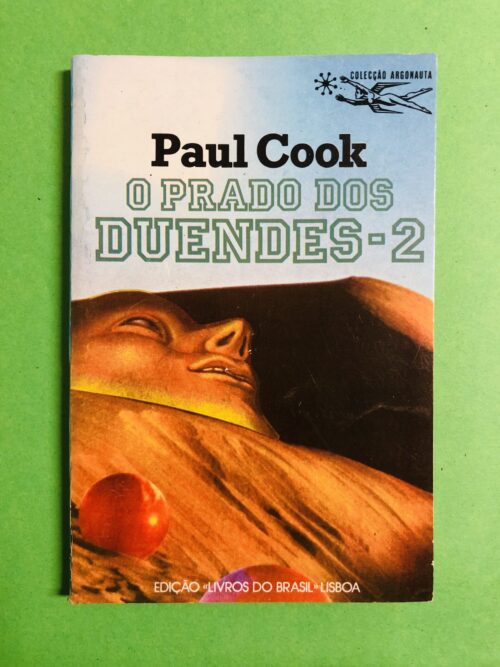 COLECÇÃO ARGONAUTA
Paul Cook
O PRADO DOS
DUENDES-2
EDIÇÃO «LIVROS DO BRASIL» LISBOA